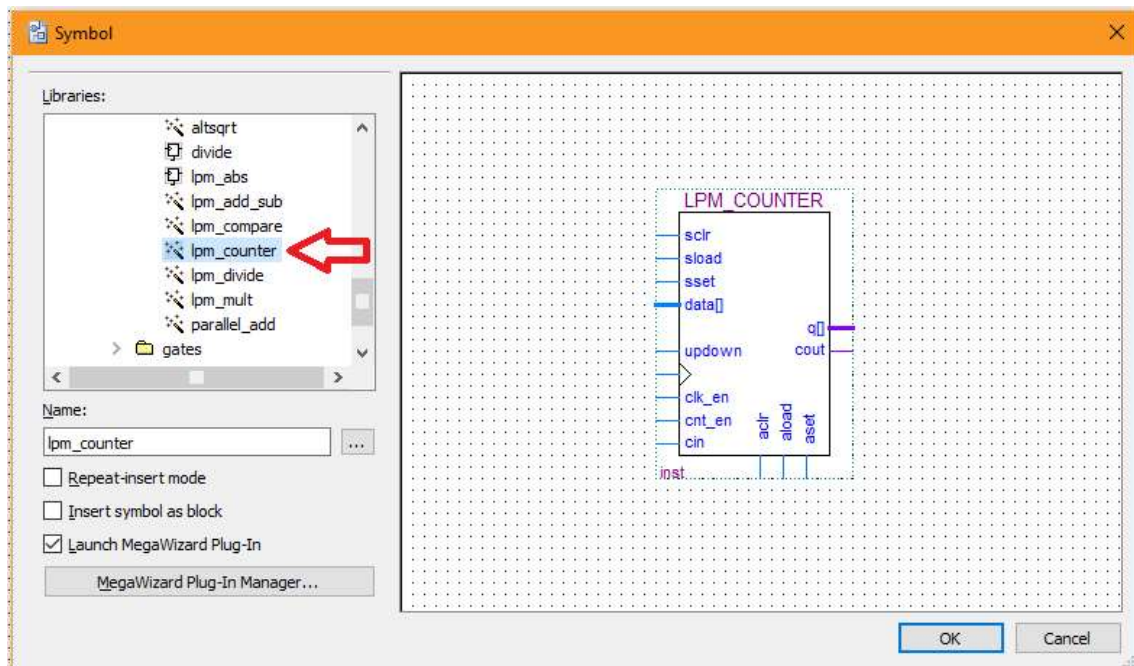 Symbol
Libraries:
altsqrt
divide
lpm_abs
lpm_add_sub
lpm_compare
lpm_counter
lpm_divide
lpm_mult
parallel_add
gates
Name:
lpm_counter
...
Repeat-insert mode
Insert symbol as block
Launch MegaWizard Plug-In
MegaWizard Plug-In Manager...
LPM_COUNTER
sclr
sload
sset
data[]
q[]
updown
cout
clk_en
cnt_en
cin
aclr
aload
aset
inst
OK
Cancel